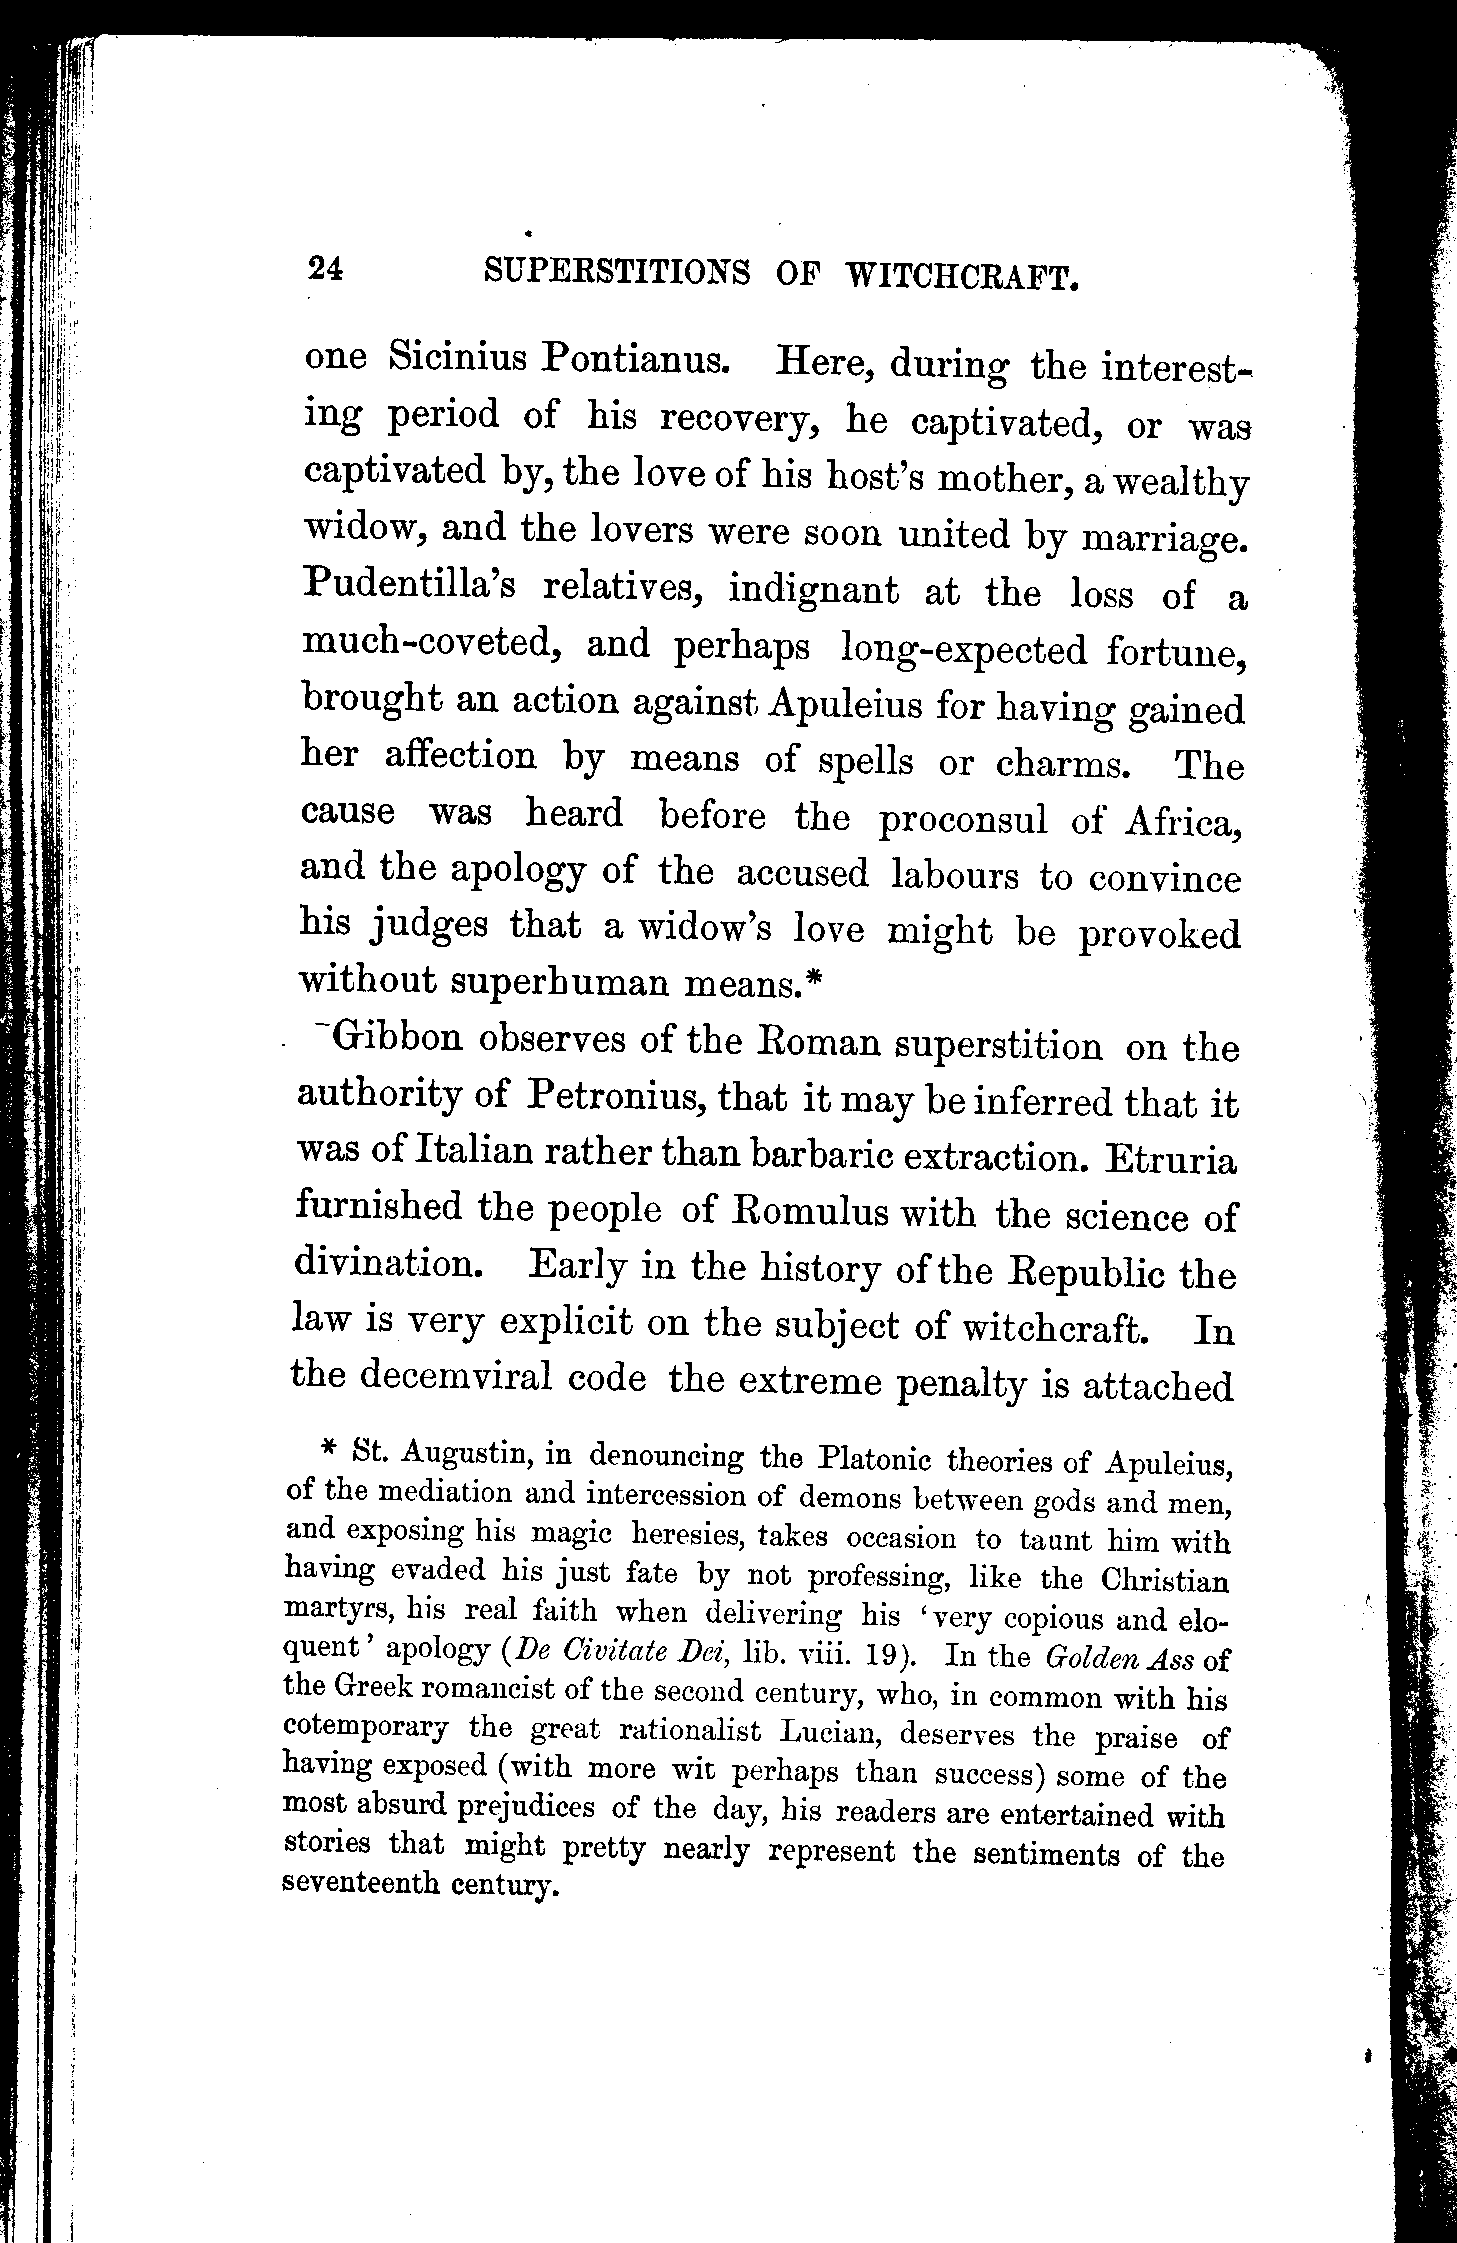 24 SUPERSTITIONS OF WITCHCRAFT.
one Sicinius Pontianus. Here, during the interest-
ing period of his recovery, he captivated, or was
captivated by, the love of his host's mother, a wealthy
widow, and the lovers were soon united by marriage.
Pudentilla's relatives, indignant at the loss of a
much-coveted, and perhaps long-expected fortune,
brought an action against Apuleius for having gained
her affection by means of spells or charms. The
cause was heard before the proconsul of Africa,
and the apology of the accused labours to convince
his judges that a widow's love might be provoked
without superhuman means.*
Gibbon observes of the Roman superstition on the
authority of Petronius, that it may be inferred that it
was of Italian rather than barbaric extraction. Etruria
furnished the people of Romulus with the science of
divination. Early in the history of the Republic the
law is very explicit on the subject of witchcraft. In
the decemviral code the extreme penalty is attached
* St. Augustin, in denouncing the Platonic theories of Apuleius,
of the mediation and intercession of demons between gods and men,
and exposing his magic heresies, takes occasion to taunt him with
having evaded his just fate by not professing, like the Christian
martyrs, his real faith when delivering his 'very copious and elo-
quent' apology (De Civitate Dei, lib. viii. 19). In the Golden Ass of
the Greek romancist of the second century, who, in common with his
cotemporary the great rationalist Lucian, deserves the praise of
having exposed (with more wit perhaps than success) some of the
most absurd prejudices of the day, his readers are entertained with
stories that might pretty nearly represent the sentiments of the
seventeenth century.